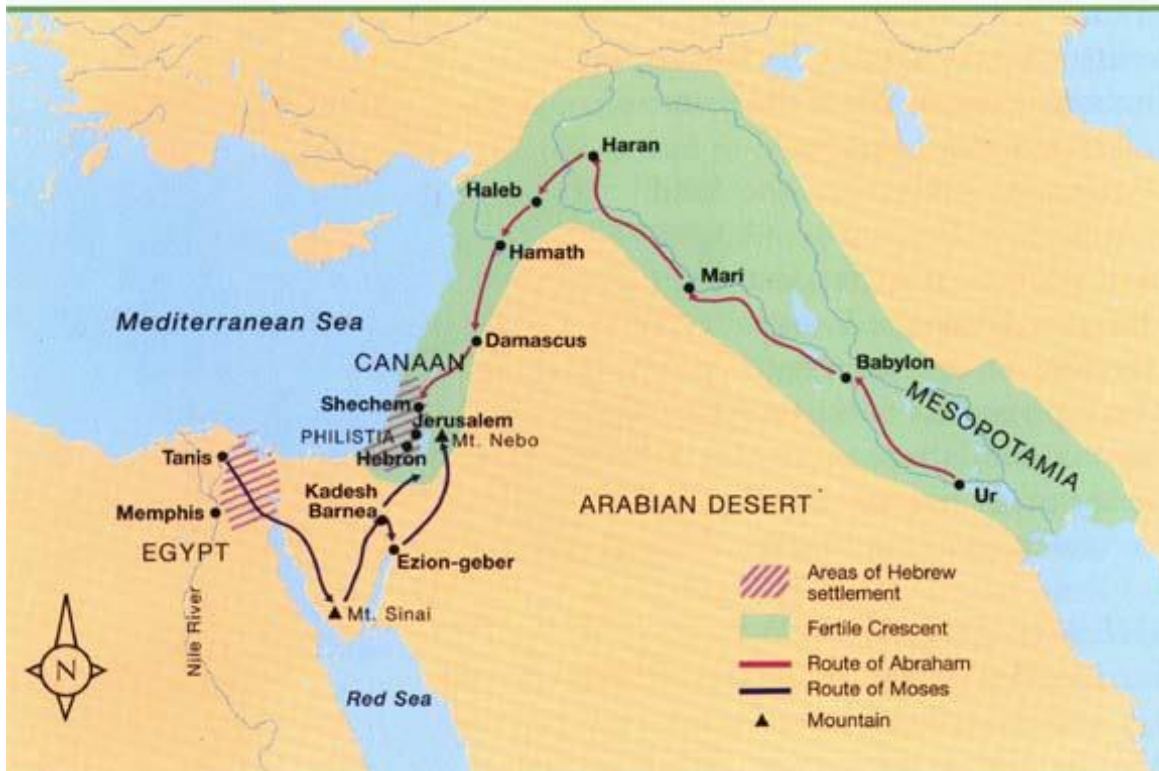 Haran
Haleb
Hamath
Mari
Mediterranean Sea
Damascus
CANAAN
Babylon
MESOPOTAMIA
Shechem
Jerusalem
PHILISTIA
Mt. Nebo
Hebron
Tanis
Kadesh
Barnea
Ur
Memphis
ARABIAN DESERT
EGYPT
Ezion-geber
Mt. Sinai
Nile River
Red Sea
N
Areas of Hebrew
settlement
Fertile Crescent
Route of Abraham
Route of Moses
Mountain